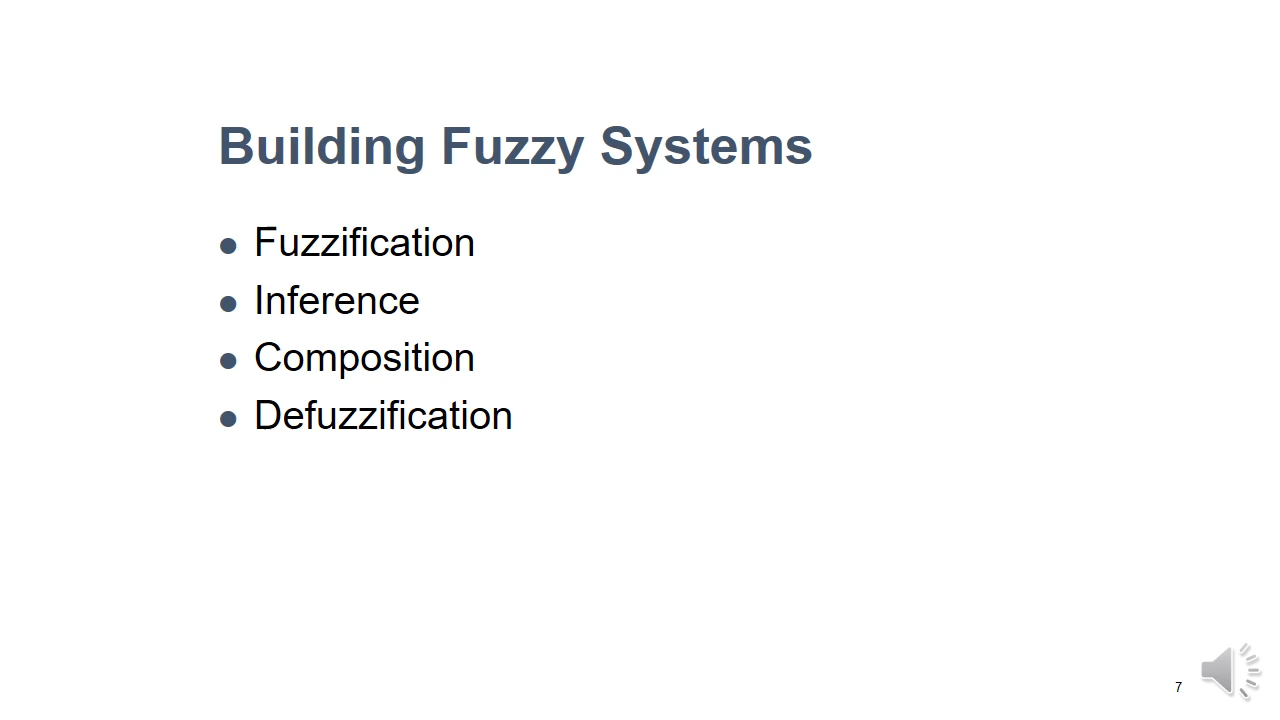 Building Fuzzy Systems
● Fuzzification
● Inference
● Composition
● Defuzzification
7